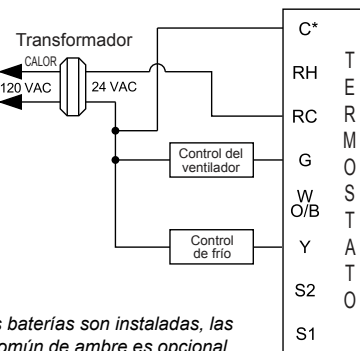 Transformador
CALOR
120 VAC
24 VAC
Control del
ventilador
Control
de frío
C*
RH
RC
G
W
O/B
Y
S2
S1
TERMOSTATO
s baterías son instaladas, las
omún de ambre es opcional